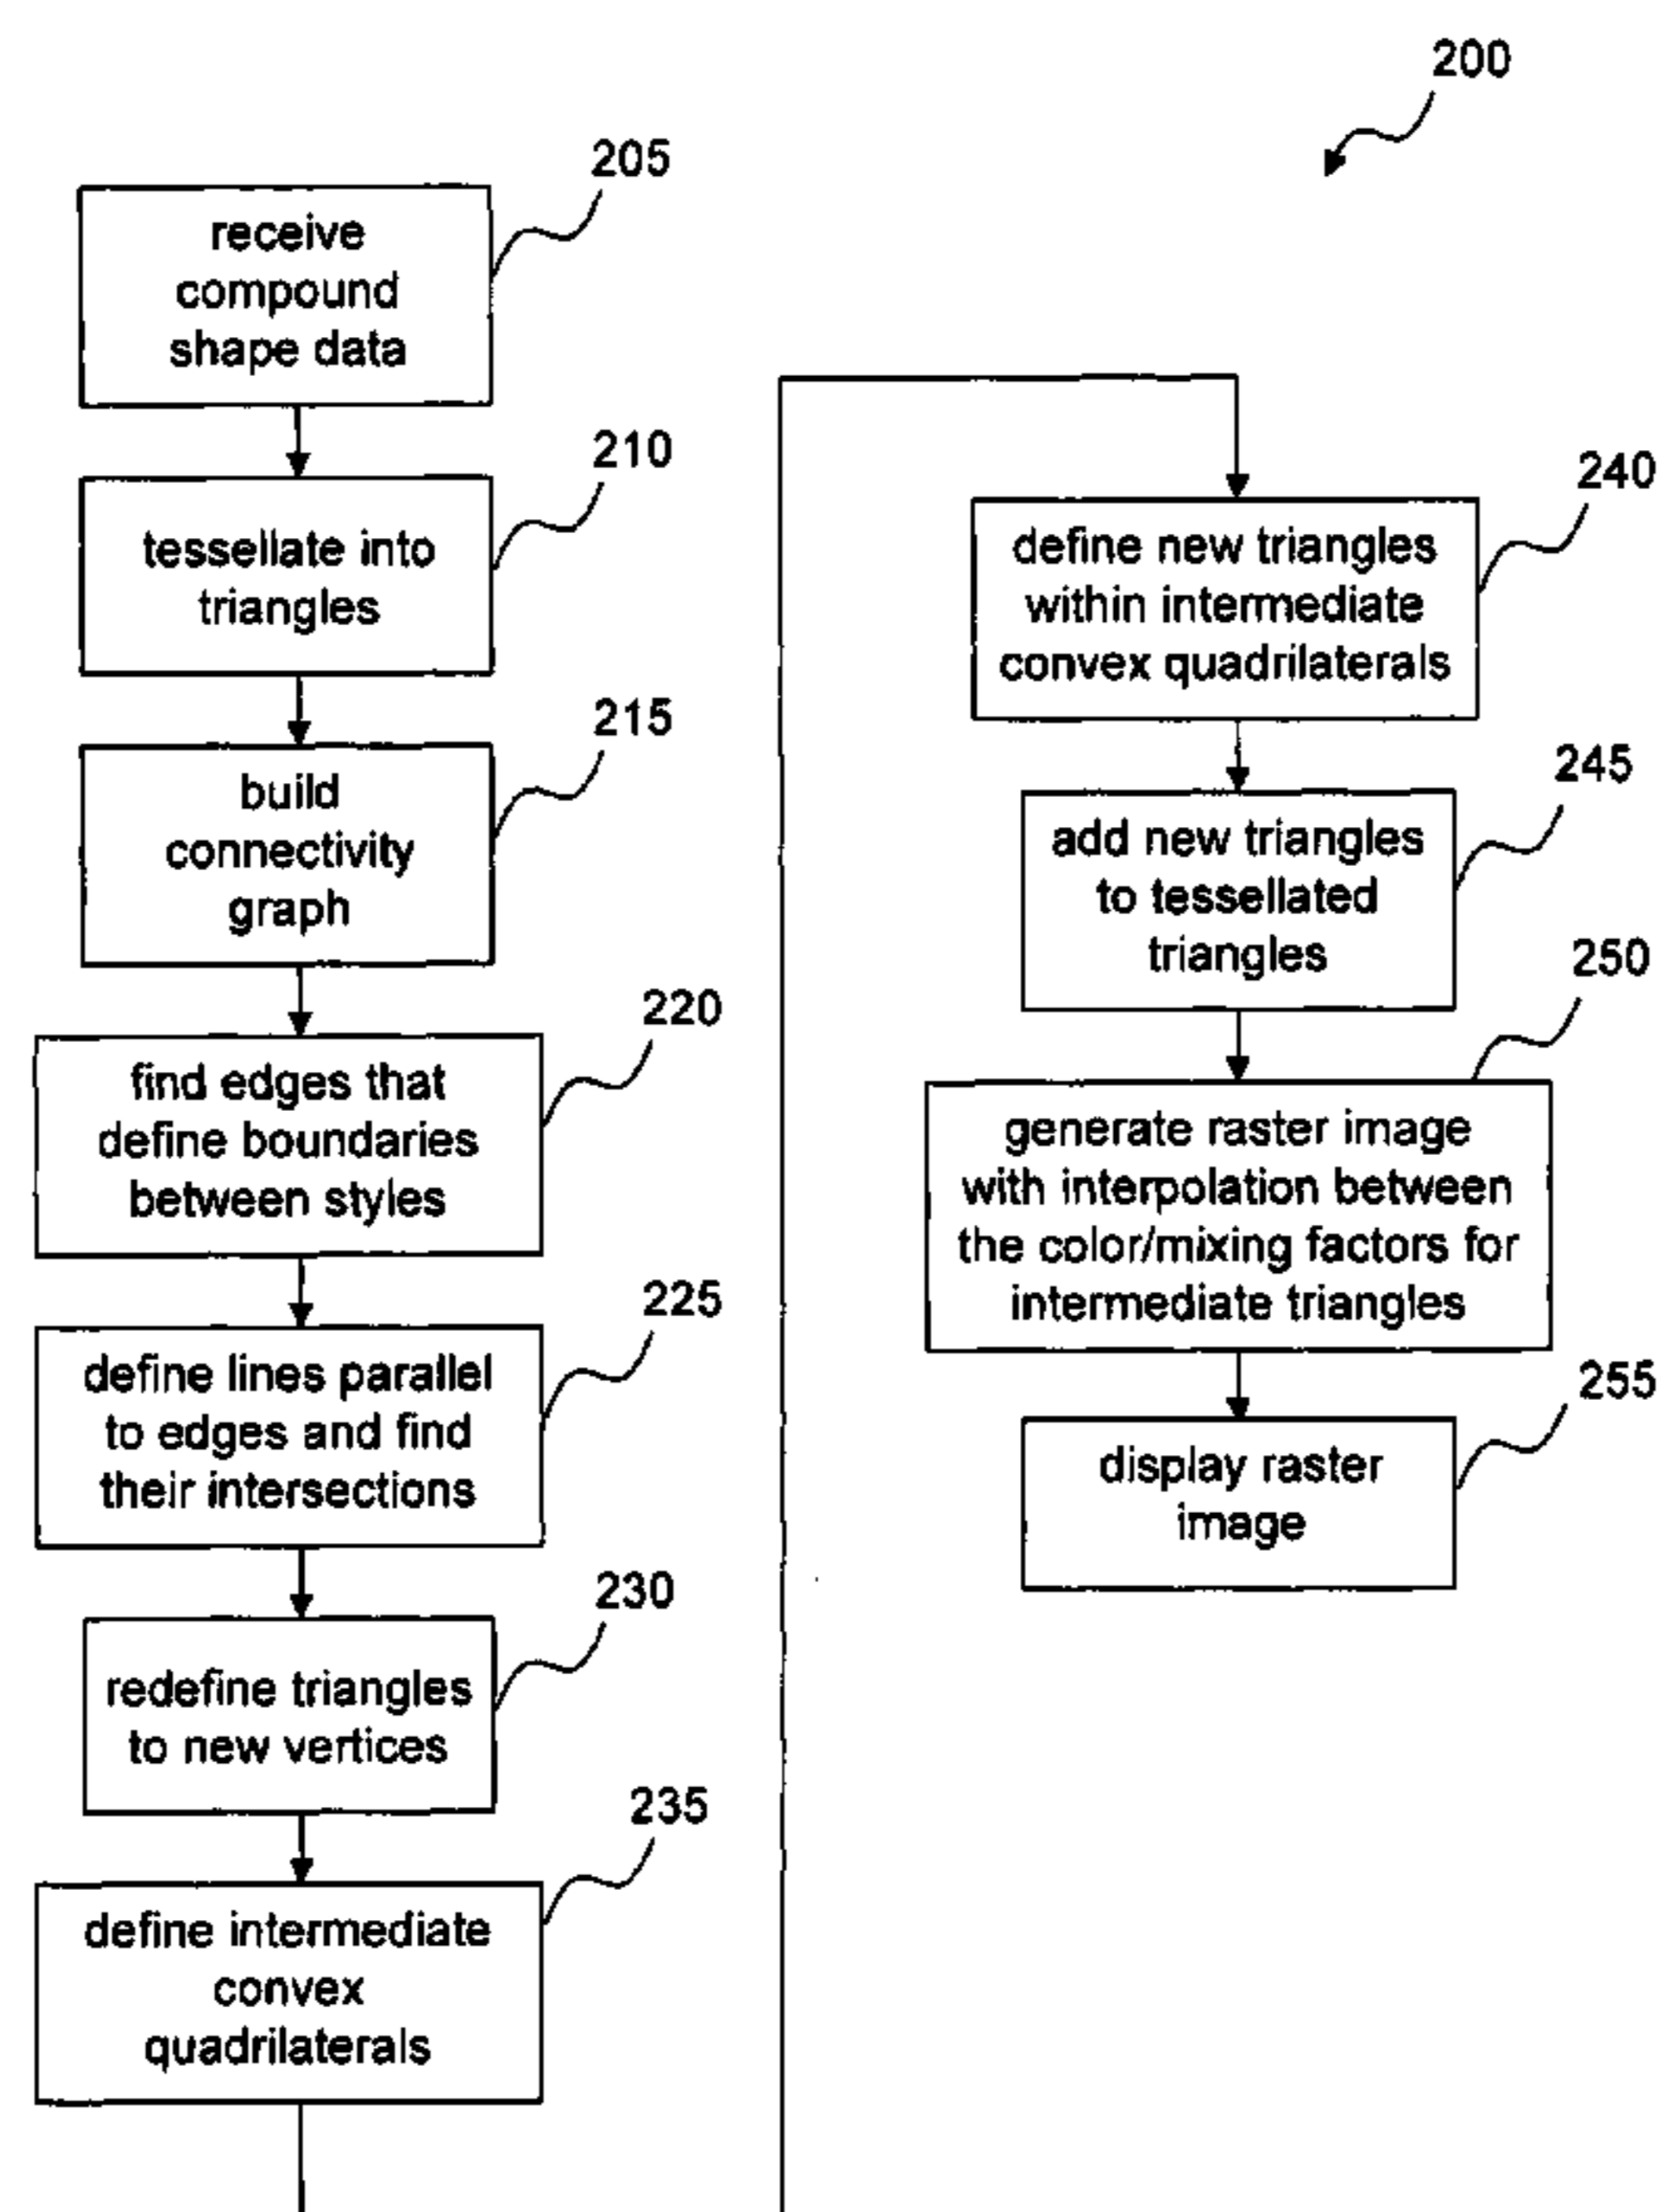 200
205
receive
compound
shape data
210
tessellate into
triangles
215
build
connectivity
graph
220
find edges that
define boundaries
between styles
225
define lines parallel
to edges and find
their intersections
230
redefine triangles
to new vertices
235
define intermediate
convex
quadrilaterals
240
define new triangles
within intermediate
convex quadrilaterals
245
add new triangles
to tessellated
triangles
250
generate raster image
with interpolation between
the color/mixing factors for
intermediate triangles
255
display raster
image